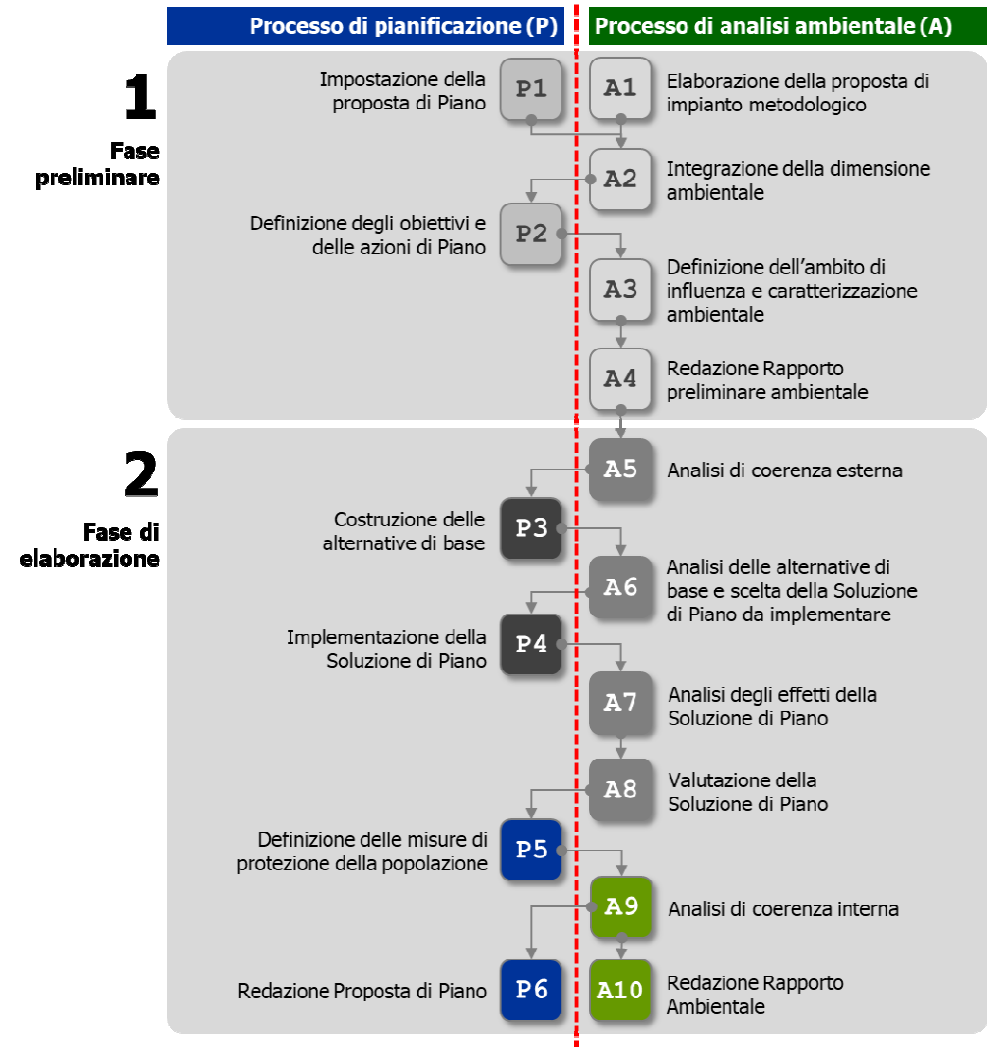 Processo di pianificazione (P)
Processo di analisi ambientale (A)
1
Fase
preliminare
Impostazione della
proposta di Piano
P1
A1
Elaborazione della proposta di
impianto metodologico
A2
Integrazione della dimensione
ambientale
Definizione degli obiettivi e
delle azioni di Piano
P2
A3
Definizione dell'ambito di
influenza e caratterizzazione
ambientale
A4
Redazione Rapporto
preliminare ambientale
2
Fase di
elaborazione
A5
Analisi di coerenza esterna
Costruzione delle
alternative di base
P3
A6
Analisi delle alternative di
base e scelta della Soluzione
di Piano da implementare
Implementazione della
Soluzione di Piano
P4
A7
Analisi degli effetti della
Soluzione di Piano
A8
Valutazione della
Soluzione di Piano
Definizione delle misure di
protezione della popolazione
P5
A9
Analisi di coerenza interna
Redazione Proposta di Piano
P6
A10
Redazione Rapporto
Ambientale